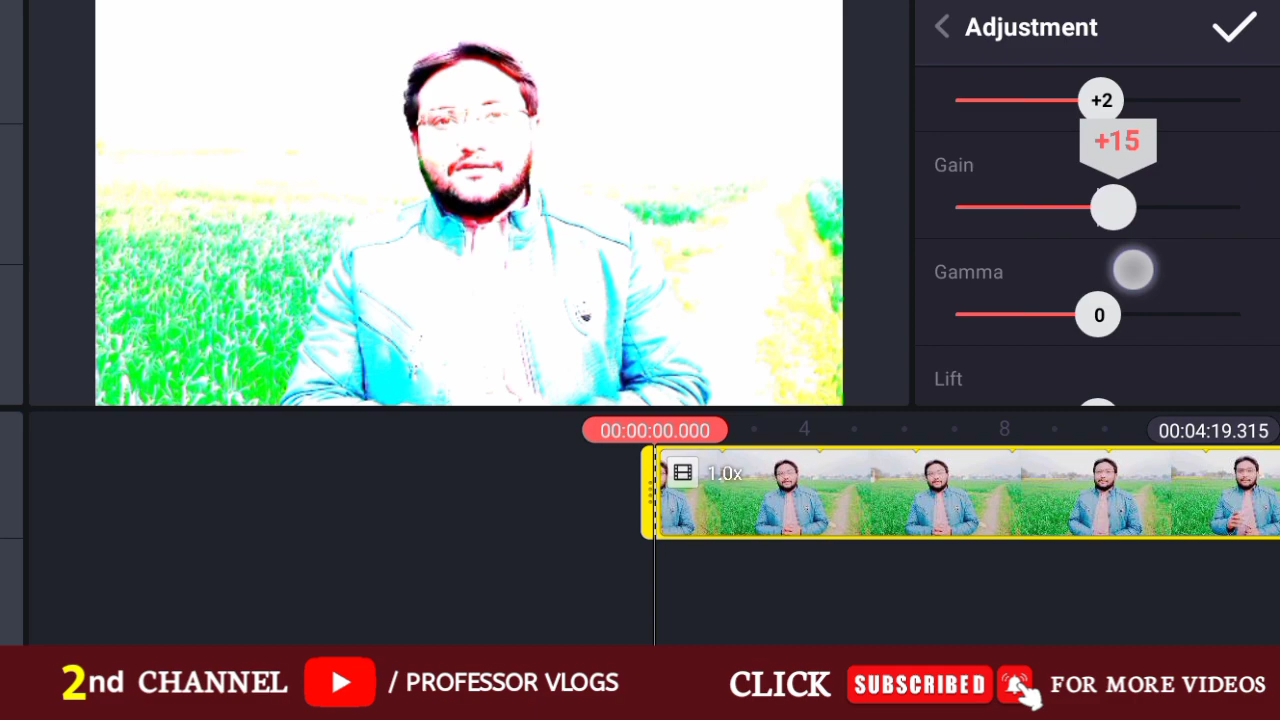 Adjustment
+2
+15
Gain
Gamma
0
Lift
00:00:00.000
4
8
00:04:19.315
1.0x
2nd CHANNEL / PROFESSOR VLOGS CLICK SUBSCRIBED FOR MORE VIDEOS